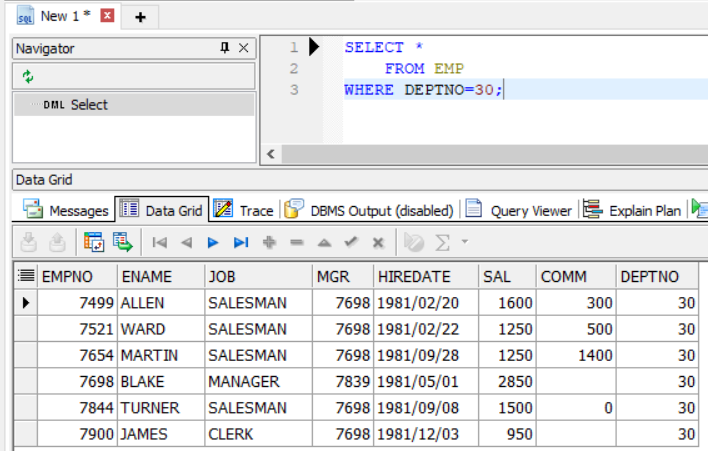 SQL New 1 * +
Navigator
1 SELECT *
2 FROM EMP
3 WHERE DEPTNO=30;
DML Select
Data Grid
Messages Data Grid Trace DBMS Output (disabled) Query Viewer Explain Plan
EMPNO ENAME JOB MGR HIREDATE SAL COMM DEPTNO
7499 ALLEN SALESMAN 7698 1981/02/20 1600 300 30
7521 WARD SALESMAN 7698 1981/02/22 1250 500 30
7654 MARTIN SALESMAN 7698 1981/09/28 1250 1400 30
7698 BLAKE MANAGER 7839 1981/05/01 2850 30
7844 TURNER SALESMAN 7698 1981/09/08 1500 0 30
7900 JAMES CLERK 7698 1981/12/03 950 30